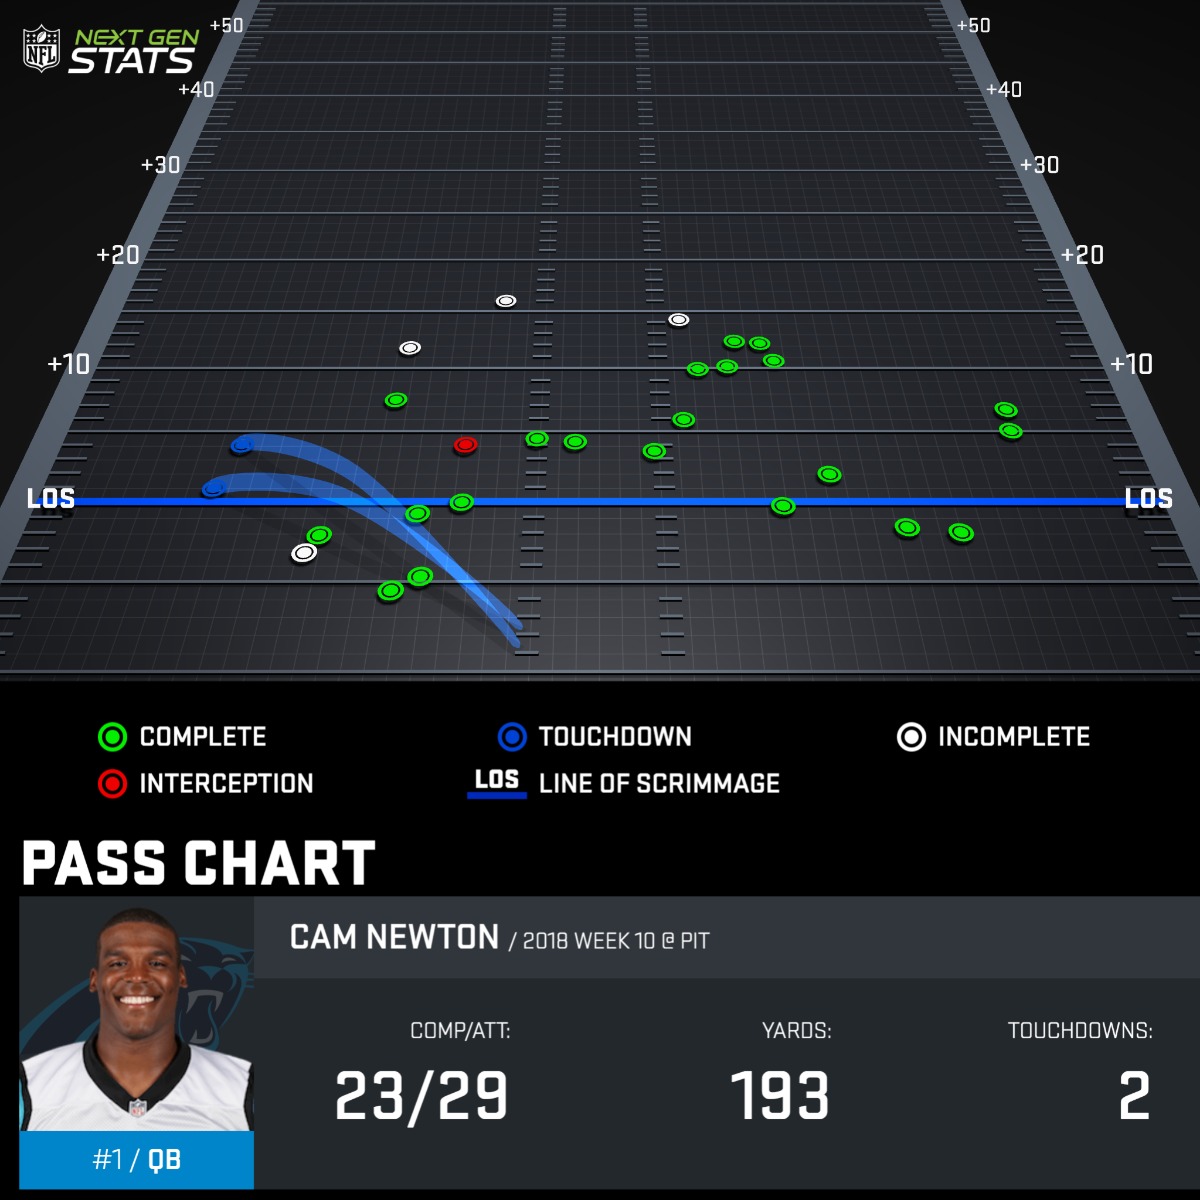 NFL NEXT GEN
STATS
+50 +50
+40 +40
+30 +30
+20 +20
+10 +10
LOS LOS
COMPLETE TOUCHDOWN INCOMPLETE
INTERCEPTION LOS LINE OF SCRIMMAGE
PASS CHART
CAM NEWTON / 2018 WEEK 10 @ PIT
COMP/ATT: YARDS: TOUCHDOWNS:
23/29 193 2
#1 / QB